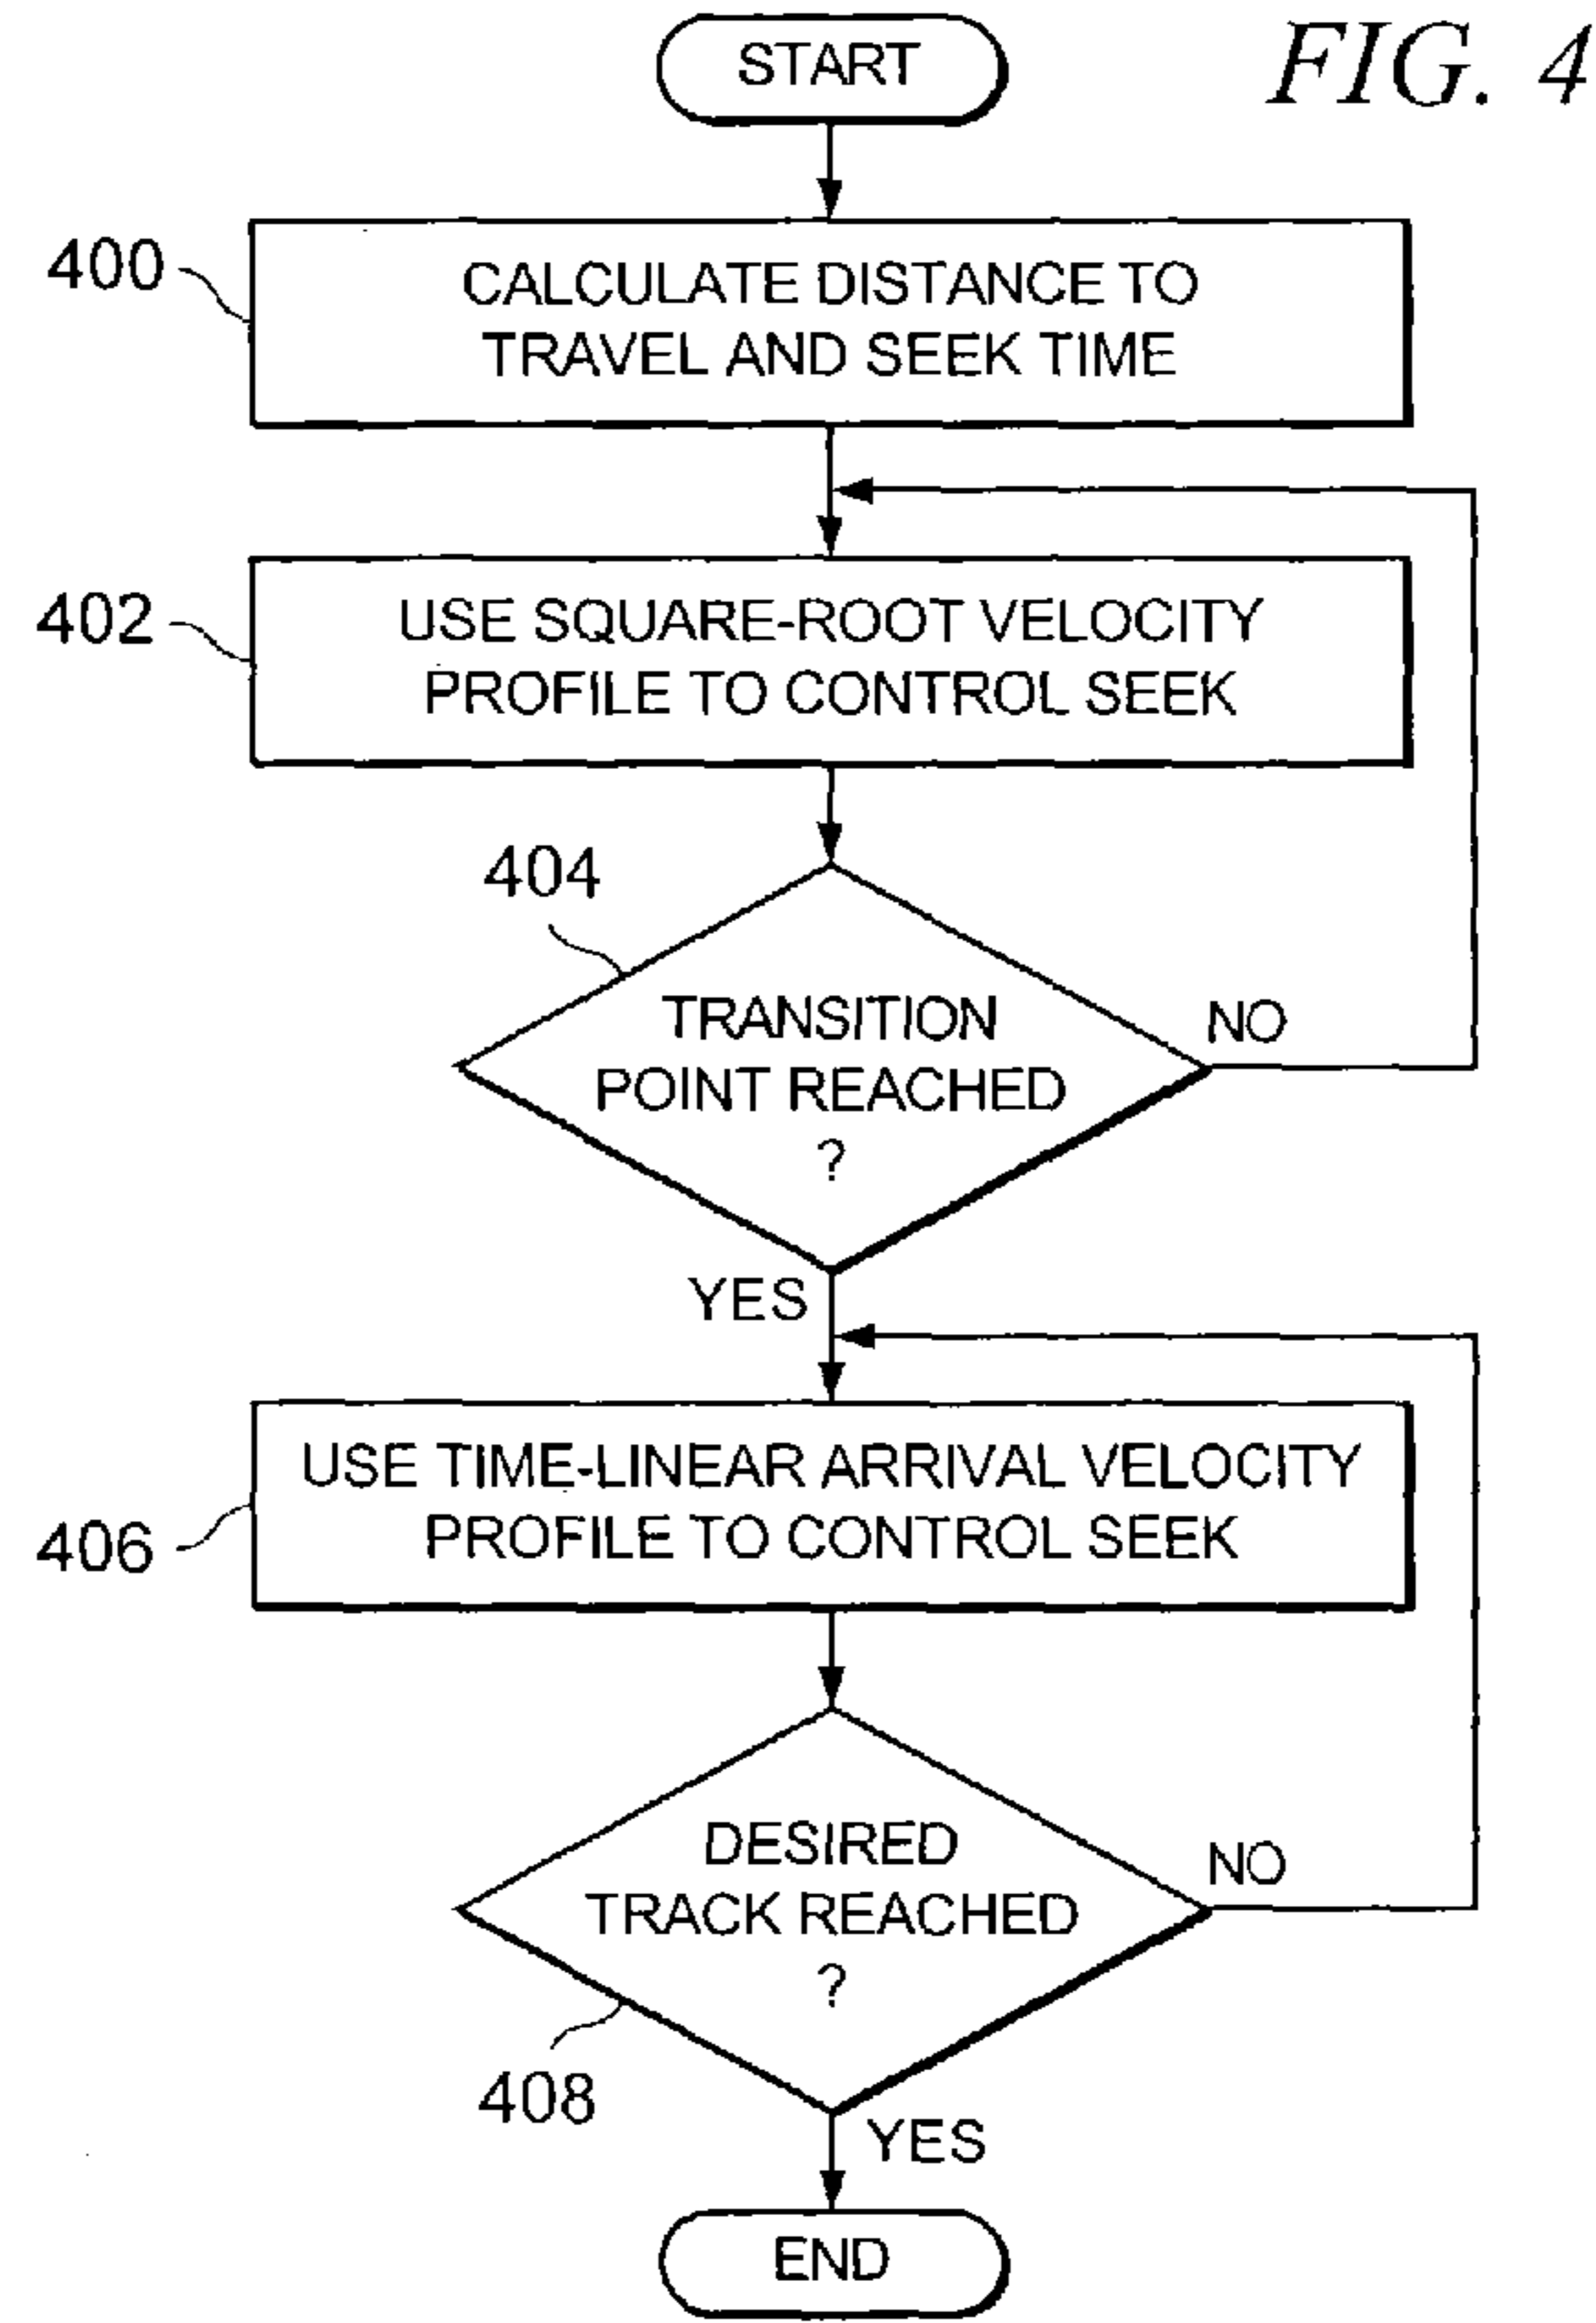 FIG. 4
START
400
CALCULATE DISTANCE TO
TRAVEL AND SEEK TIME
402
USE SQUARE-ROOT VELOCITY
PROFILE TO CONTROL SEEK
404
TRANSITION
POINT REACHED
?
NO
YES
USE TIME-LINEAR ARRIVAL VELOCITY
PROFILE TO CONTROL SEEK
406
DESIRED
TRACK REACHED
?
NO
408
YES
END